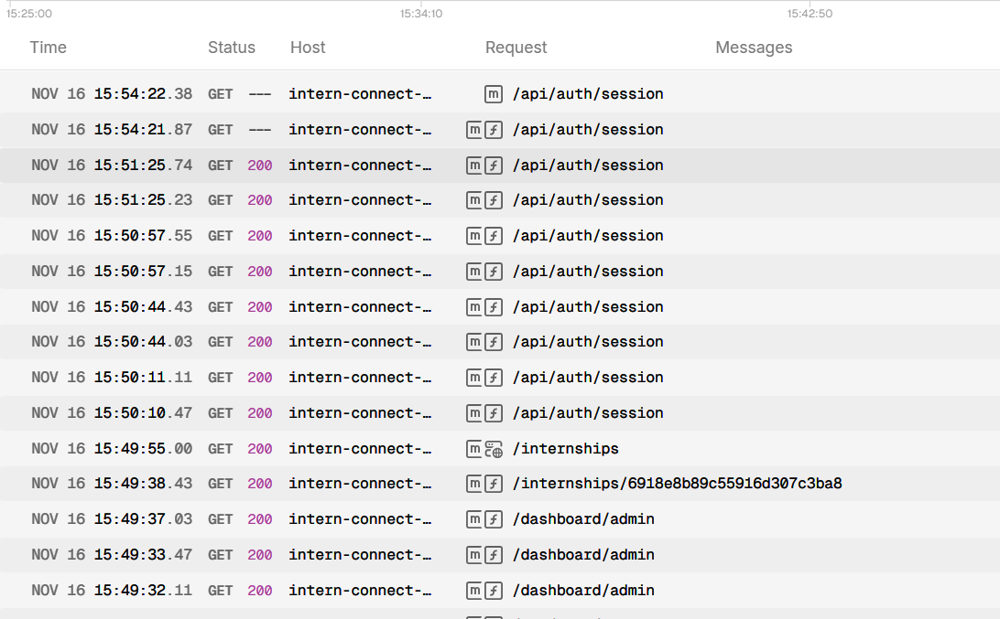 15:25:00 15:34:10 15:42:50
Time Status Host Request Messages
NOV 16 15:54:22.38 GET --- intern-connect-… m /api/auth/session
NOV 16 15:54:21.87 GET --- intern-connect-… m f /api/auth/session
NOV 16 15:51:25.74 GET 200 intern-connect-… m f /api/auth/session
NOV 16 15:51:25.23 GET 200 intern-connect-… m f /api/auth/session
NOV 16 15:50:57.55 GET 200 intern-connect-… m f /api/auth/session
NOV 16 15:50:57.15 GET 200 intern-connect-… m f /api/auth/session
NOV 16 15:50:44.43 GET 200 intern-connect-… m f /api/auth/session
NOV 16 15:50:44.03 GET 200 intern-connect-… m f /api/auth/session
NOV 16 15:50:11.11 GET 200 intern-connect-… m f /api/auth/session
NOV 16 15:50:10.47 GET 200 intern-connect-… m f /api/auth/session
NOV 16 15:49:55.00 GET 200 intern-connect-… m /internships
NOV 16 15:49:38.43 GET 200 intern-connect-… m f /internships/6918e8b89c55916d307c3ba8
NOV 16 15:49:37.03 GET 200 intern-connect-… m f /dashboard/admin
NOV 16 15:49:33.47 GET 200 intern-connect-… m f /dashboard/admin
NOV 16 15:49:32.11 GET 200 intern-connect-… m f /dashboard/admin